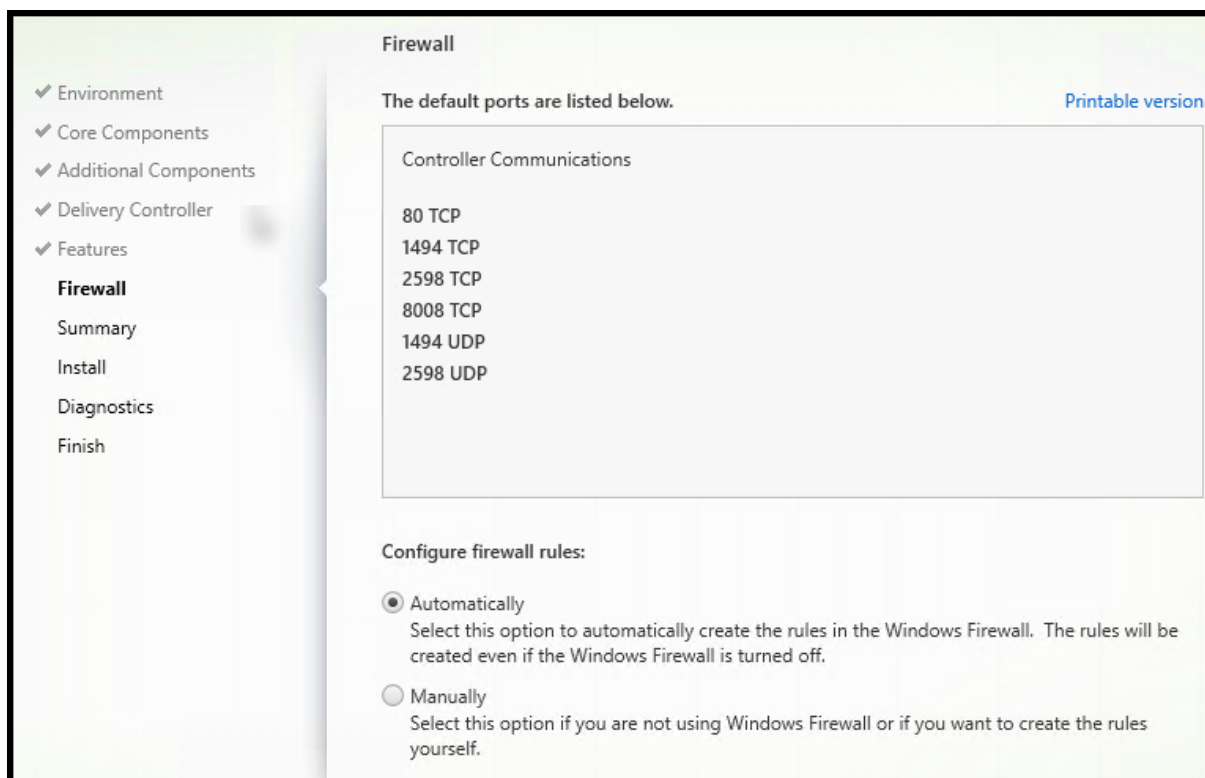 Environment
Core Components
Additional Components
Delivery Controller
Features
Firewall
Summary
Install
Diagnostics
Finish
Firewall
The default ports are listed below.
Printable version
Controller Communications
80 TCP
1494 TCP
2598 TCP
8008 TCP
1494 UDP
2598 UDP
Configure firewall rules:
Automatically
Select this option to automatically create the rules in the Windows Firewall.  The rules will be
created even if the Windows Firewall is turned off.
Manually
Select this option if you are not using Windows Firewall or if you want to create the rules
yourself.